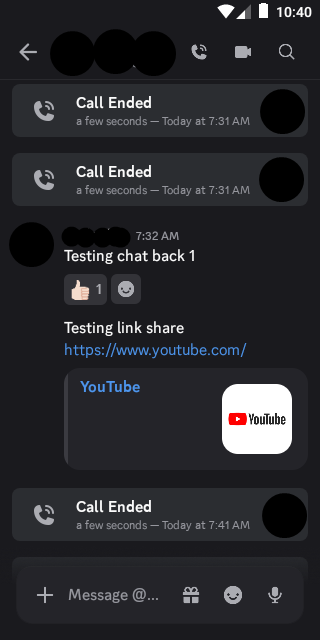 10:40
Call Ended
a few seconds — Today at 7:31 AM
Call Ended
a few seconds — Today at 7:31 AM
7:32 AM
Testing chat back 1
1
Testing link share
https://www.youtube.com/
YouTube
YouTube
Call Ended
a few seconds — Today at 7:41 AM
Message @...